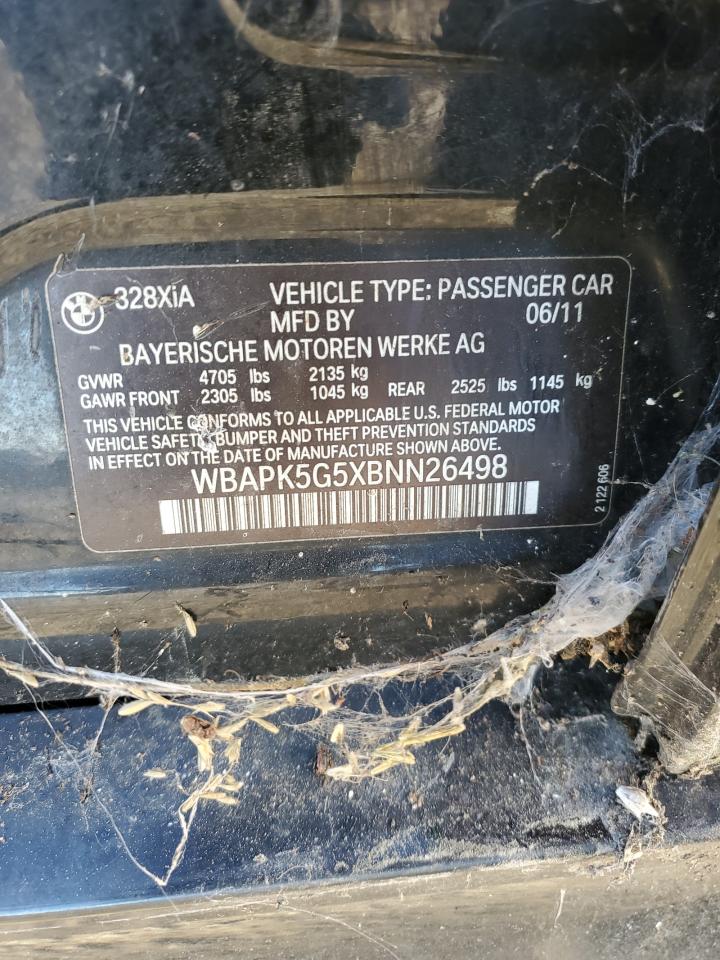 328XiA VEHICLE TYPE: PASSENGER CAR
MFD BY 06/11
BAYERISCHE MOTOREN WERKE AG
GVWR 4705 lbs 2135 kg
GAWR FRONT 2305 lbs 1045 kg REAR 2525 lbs 1145 kg
THIS VEHICLE CONFORMS TO ALL APPLICABLE U.S. FEDERAL MOTOR
VEHICLE SAFETY, BUMPER AND THEFT PREVENTION STANDARDS
IN EFFECT ON THE DATE OF MANUFACTURE SHOWN ABOVE.
WBAPK5G5XBNN26498
2 122 606